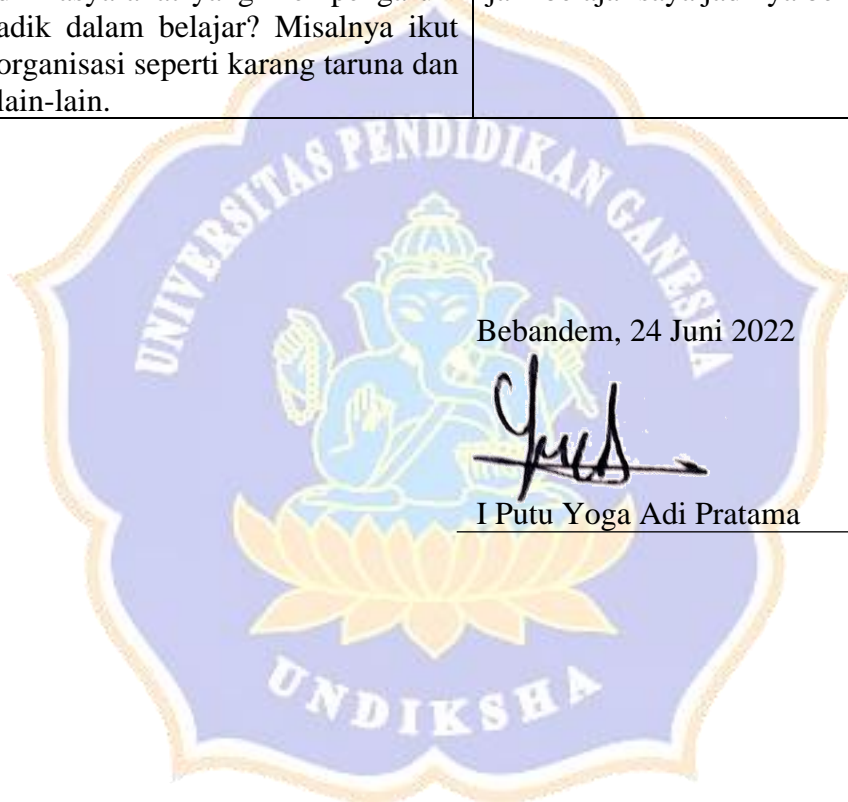 adik dalam belajar? Misalnya ikut
organisasi seperti karang taruna dan
lain-lain.
UNIVERSITAS PENDIDIKAN GANESHA
Bebandem, 24 Juni 2022
I Putu Yoga Adi Pratama
UNDIKSHA